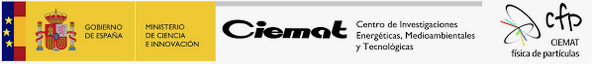 GOBIERNO
DE ESPAÑA
MINISTERIO
DE CIENCIA
E INNOVACIÓN
Ciemat
Centro de Investigaciones
Energéticas, Medioambientales
y Tecnológicas
cfp
CIEMAT
física de partículas